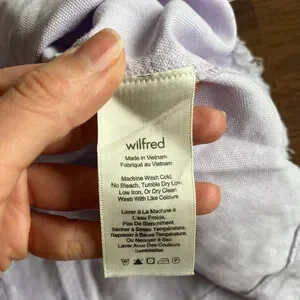 wilfred
Made in Vietnam
Fabriqué au Vietnam
Machine Wash Cold,
No Bleach, Tumble Dry Low,
Low Iron, Or Dry Clean
Wash With Like Colours
Laver À La Machine À
L'eau Froide,
Pas De Blanchiment,
Sécher À Basse Température,
Repasser À Basse Température,
Ou Nettoyer À Sec
Laver Avec Des Couleurs